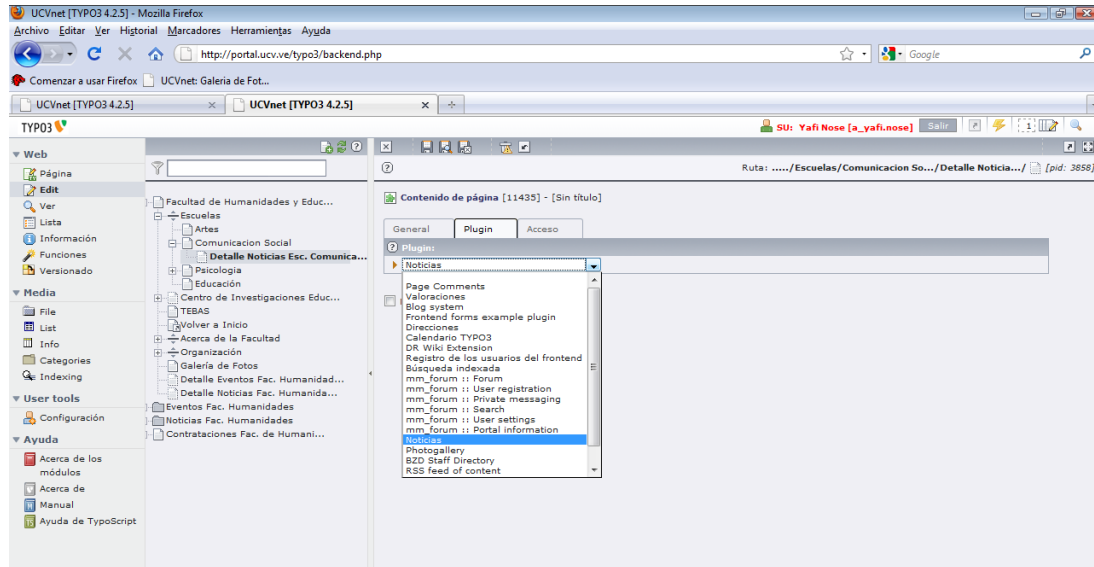 UCVnet [TYPO3 4.2.5] - Mozilla Firefox
Archivo Editar Ver Historial Marcadores Herramientas Ayuda
http://portal.ucv.ve/typo3/backend.php
Google
Comenzar a usar Firefox UCVnet: Galeria de Fot...
UCVnet [TYPO3 4.2.5] UCVnet [TYPO3 4.2.5]
TYPO3 SU: Yafi Nose [a_yafi.nose] Salir 1
Web
Página
Edit
Ver
Lista
Información
Funciones
Versionado
Media
File
List
Info
Categories
Indexing
User tools
Configuración
Ayuda
Acerca de los
módulos
Acerca de
Manual
Ayuda de TypoScript
Facultad de Humanidades y Educ...
Escuelas
Artes
Comunicacion Social
Detalle Noticias Esc. Comunica...
Psicologia
Educación
Centro de Investigaciones Educ...
TEBAS
Volver a Inicio
Acerca de la Facultad
Organización
Galería de Fotos
Detalle Eventos Fac. Humanidad...
Detalle Noticias Fac. Humanida...
Eventos Fac. Humanidades
Noticias Fac. Humanidades
Contrataciones Fac. de Humani...
Ruta: ...../Escuelas/Comunicacion So.../Detalle Noticia.../ [pid: 3858]
Contenido de página [11435] - [Sin título]
General Plugin Acceso
Plugin:
Noticias
Page Comments
Valoraciones
Blog system
Frontend forms example plugin
Direcciones
Calendario TYPO3
DR Wiki Extension
Registro de los usuarios del frontend
Búsqueda indexada
mm_forum :: Forum
mm_forum :: User registration
mm_forum :: Private messaging
mm_forum :: Search
mm_forum :: User settings
mm_forum :: Portal information
Noticias
Photogallery
BZD Staff Directory
RSS feed of content